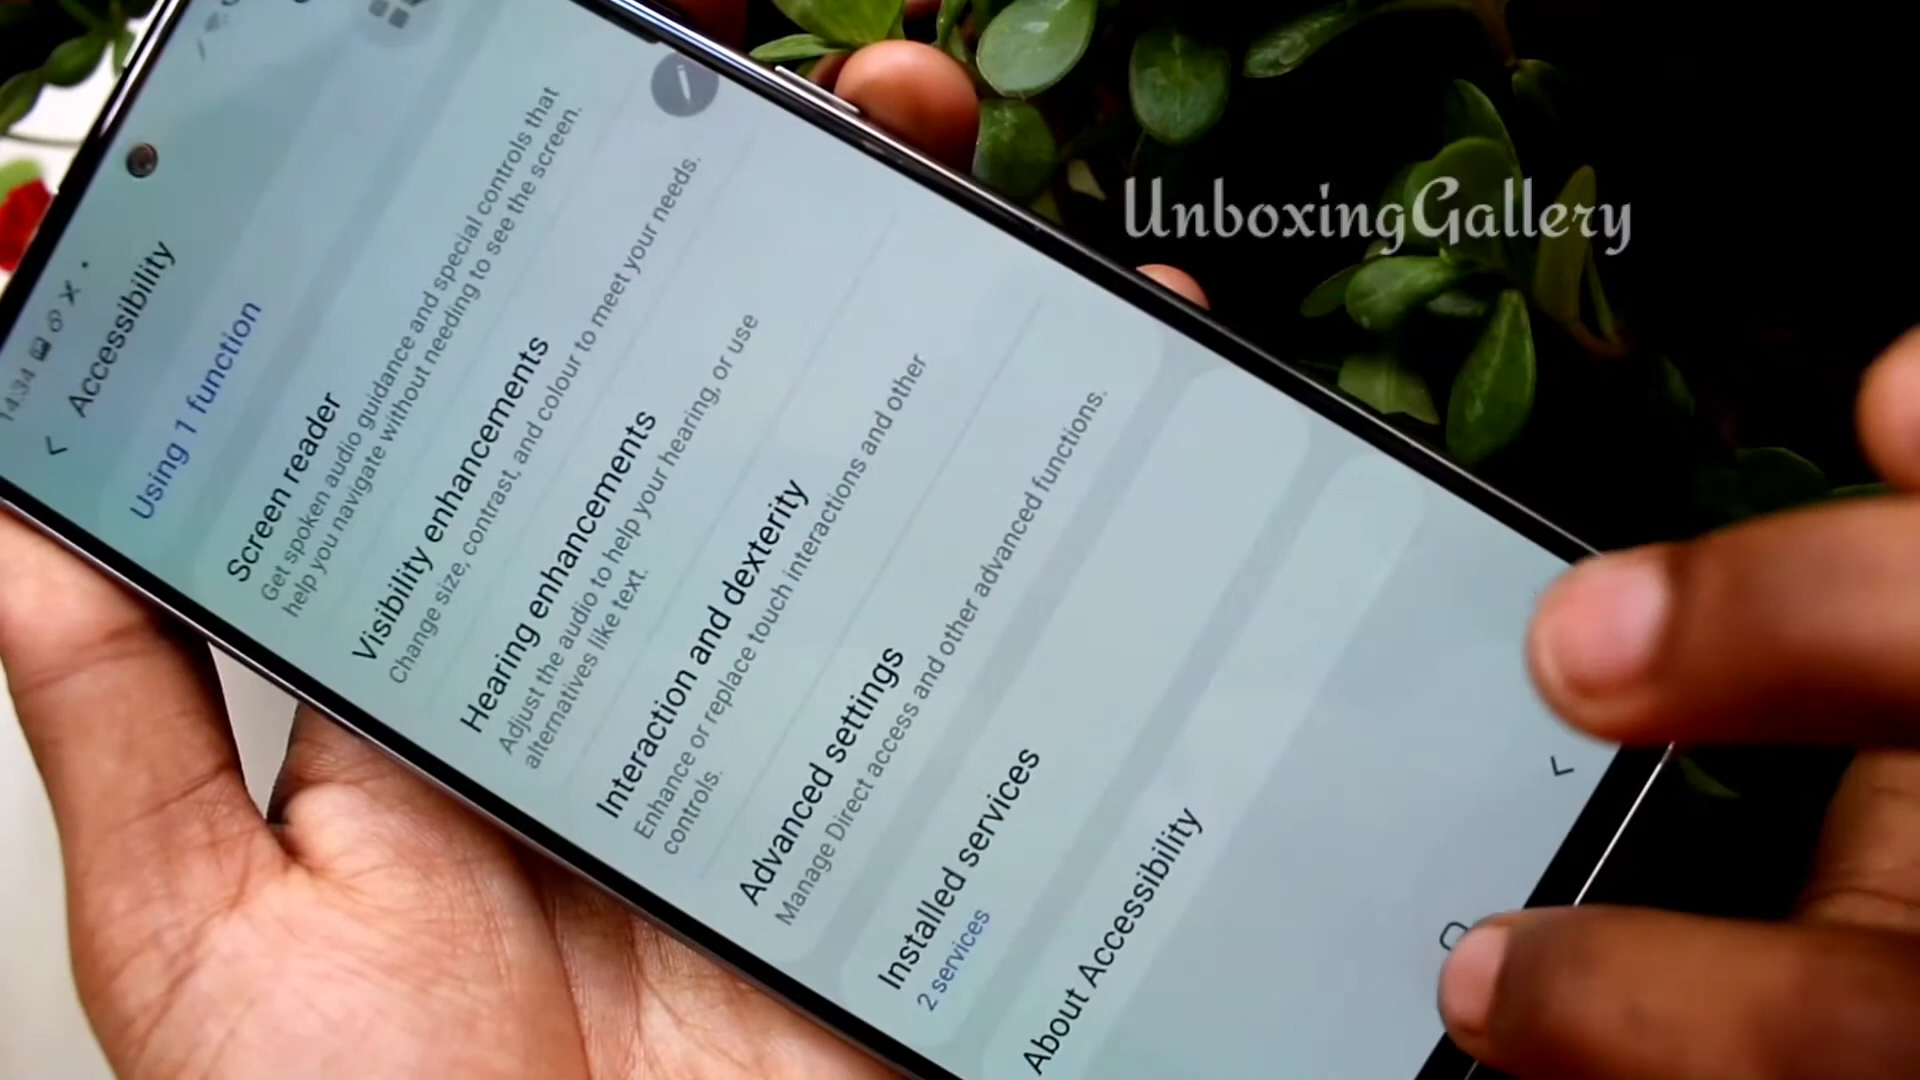 14:34
Accessibility
Using 1 function
Screen reader
Get spoken audio guidance and special controls that
help you navigate without needing to see the screen.
Visibility enhancements
Change size, contrast, and colour to meet your needs.
Hearing enhancements
Adjust the audio to help your hearing, or use
alternatives like text.
Interaction and dexterity
Enhance or replace touch interactions and other
controls.
Advanced settings
Manage Direct access and other advanced functions.
Installed services
2 services
About Accessibility
UnboxingGallery